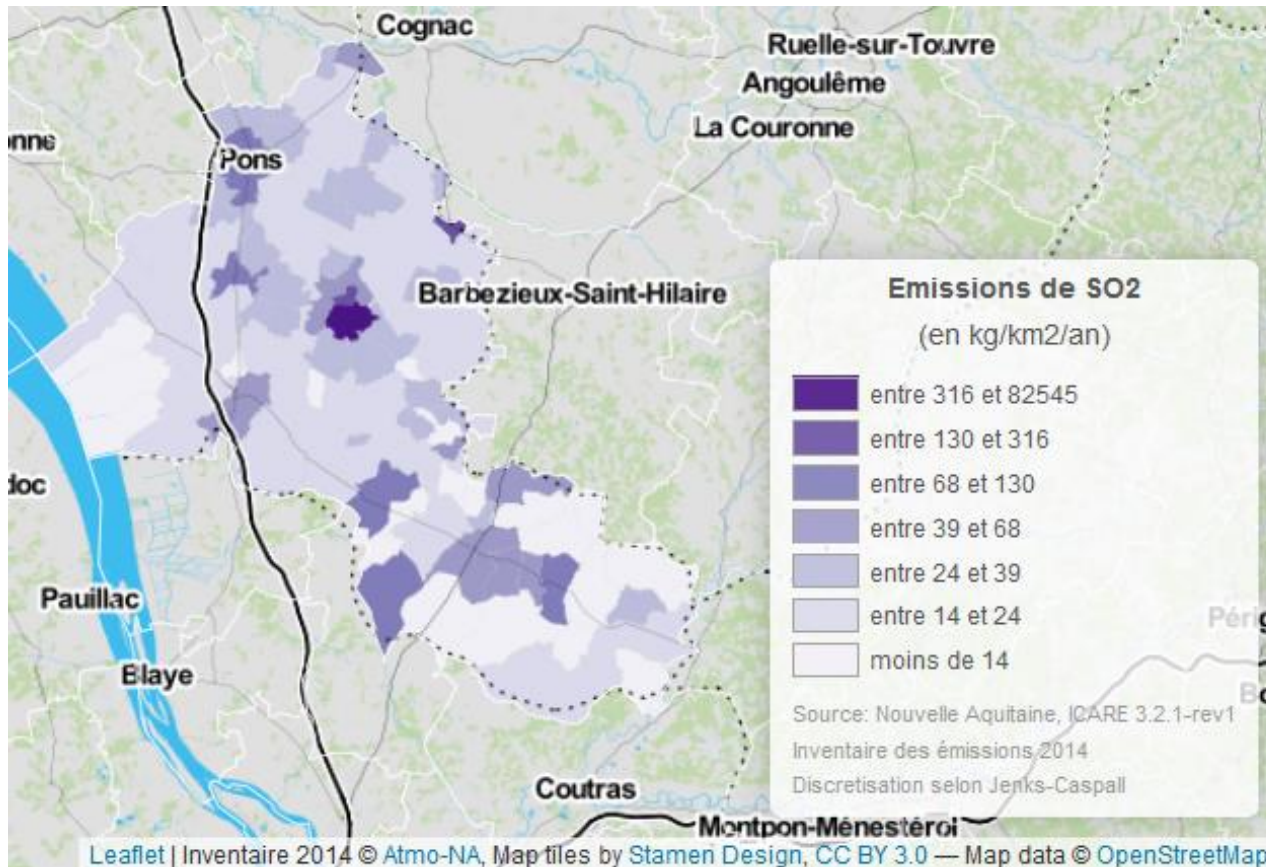 Cognac
Ruelle-sur-Touvre
Angoulême
La Couronne
onne
Pons
Barbezieux-Saint-Hilaire
Emissions de SO2
(en kg/km2/an)
entre 316 et 82545
entre 130 et 316
entre 68 et 130
entre 39 et 68
entre 24 et 39
entre 14 et 24
moins de 14
Source: Nouvelle Aquitaine, ICARE 3.2.1-rev1
Inventaire des émissions 2014
Discretisation selon Jenks-Caspall
doc
Pauillac
Blaye
Périg
Bo
Coutras
Montpon-Ménestérol
Leaflet | Inventaire 2014 © Atmo-NA, Map tiles by Stamen Design, CC BY 3.0 — Map data © OpenStreetMap